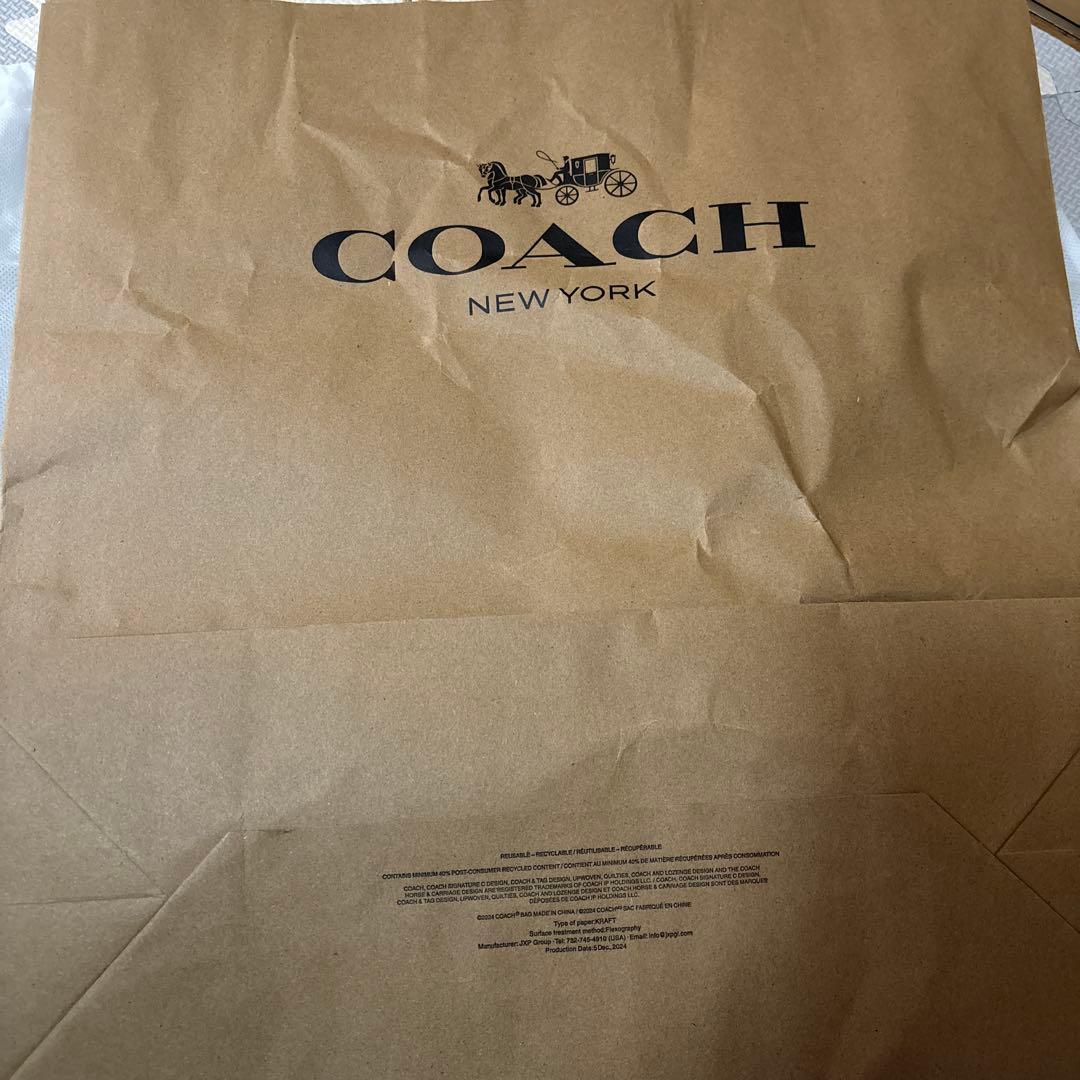 COACH
NEW YORK
REUSABLE – RECYCLABLE / RÉUTILISABLE – RÉCUPÉRABLE
CONTAINS MINIMUM 40% POST-CONSUMER RECYCLED CONTENT / CONTIENT AU MINIMUM 40% DE MATIÈRE RÉCUPÉRÉES APRÈS CONSOMMATION
COACH, COACH SIGNATURE C DESIGN, COACH & TAG DESIGN, UPWOVEN, QUILTIES, COACH AND LOZENGE DESIGN AND THE COACH
HORSE & CARRIAGE DESIGN ARE REGISTERED TRADEMARKS OF COACH IP HOLDINGS LLC. / COACH, COACH SIGNATURE C DESIGN,
COACH & TAG DESIGN, UPWOVEN, QUILTIES, COACH AND LOZENGE DESIGN ET COACH HORSE & CARRIAGE DESIGN SONT DES MARQUES
DÉPOSÉES DE COACH IP HOLDINGS LLC.
©2024 COACH® BAG MADE IN CHINA / ©2024 COACHᴹᴰ SAC FABRIQUÉ EN CHINE
Type of paper:KRAFT
Surface treatment method:Flexography
Manufacturer: JXP Group · Tel: 732-745-4910 (USA) · Email: info@jxpgi.com
Production Date:5 Dec., 2024